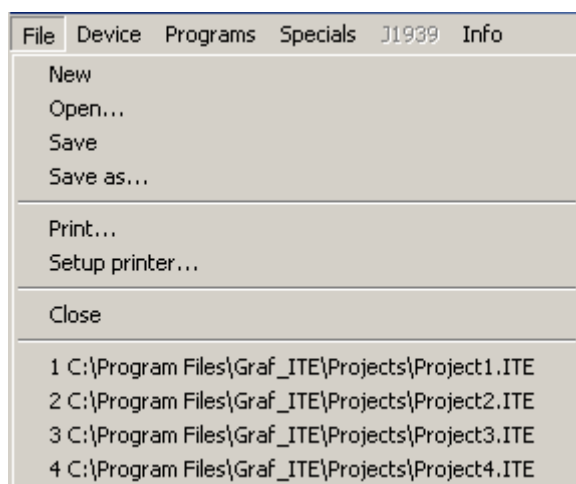 File Device Programs Specials J1939 Info
New
Open...
Save
Save as...
Print...
Setup printer...
Close
1 C:\Program Files\Graf_ITE\Projects\Project1.ITE
2 C:\Program Files\Graf_ITE\Projects\Project2.ITE
3 C:\Program Files\Graf_ITE\Projects\Project3.ITE
4 C:\Program Files\Graf_ITE\Projects\Project4.ITE